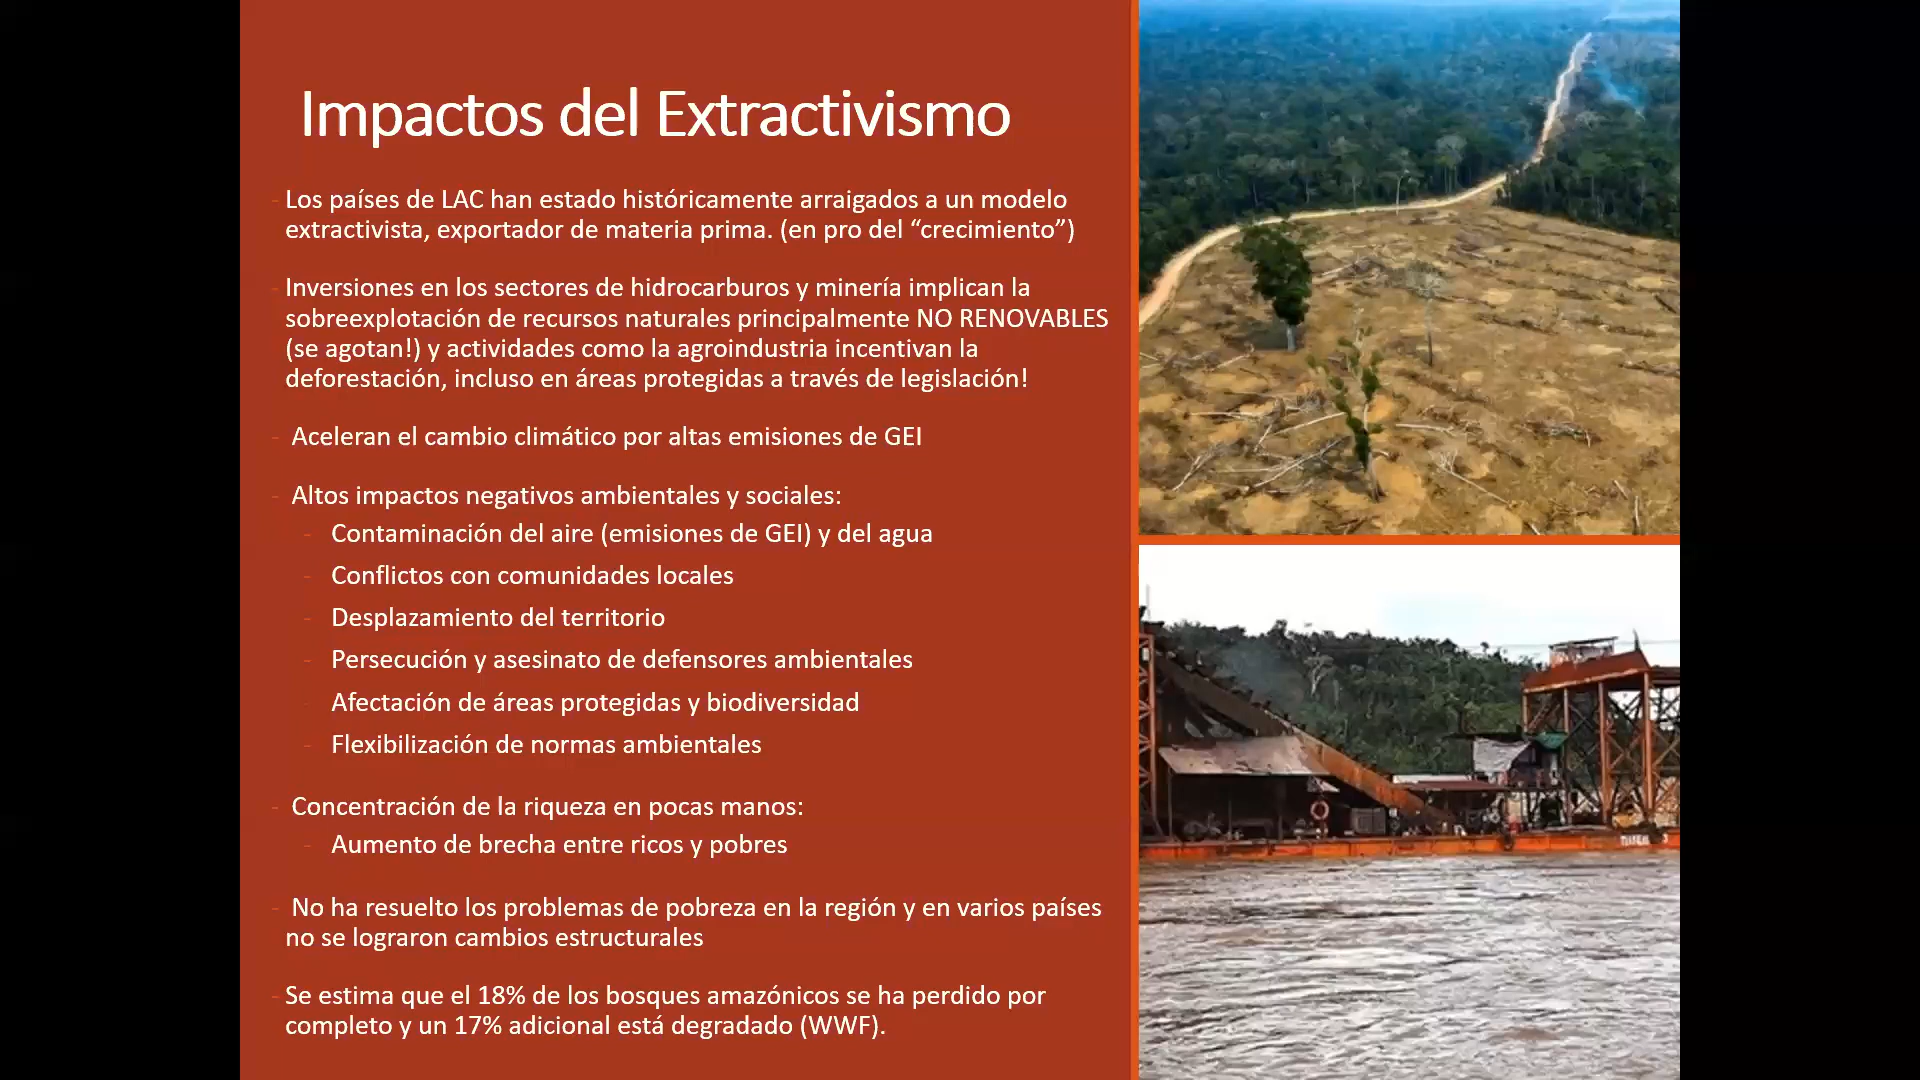 Impactos del Extractivismo
- Los países de LAC han estado históricamente arraigados a un modelo
extractivista, exportador de materia prima. (en pro del “crecimiento”)
- Inversiones en los sectores de hidrocarburos y minería implican la
sobreexplotación de recursos naturales principalmente NO RENOVABLES
(se agotan!) y actividades como la agroindustria incentivan la
deforestación, incluso en áreas protegidas a través de legislación!
- Aceleran el cambio climático por altas emisiones de GEI
- Altos impactos negativos ambientales y sociales:
- Contaminación del aire (emisiones de GEI) y del agua
- Conflictos con comunidades locales
- Desplazamiento del territorio
- Persecución y asesinato de defensores ambientales
- Afectación de áreas protegidas y biodiversidad
- Flexibilización de normas ambientales
- Concentración de la riqueza en pocas manos:
- Aumento de brecha entre ricos y pobres
- No ha resuelto los problemas de pobreza en la región y en varios países
no se lograron cambios estructurales
- Se estima que el 18% de los bosques amazónicos se ha perdido por
completo y un 17% adicional está degradado (WWF).